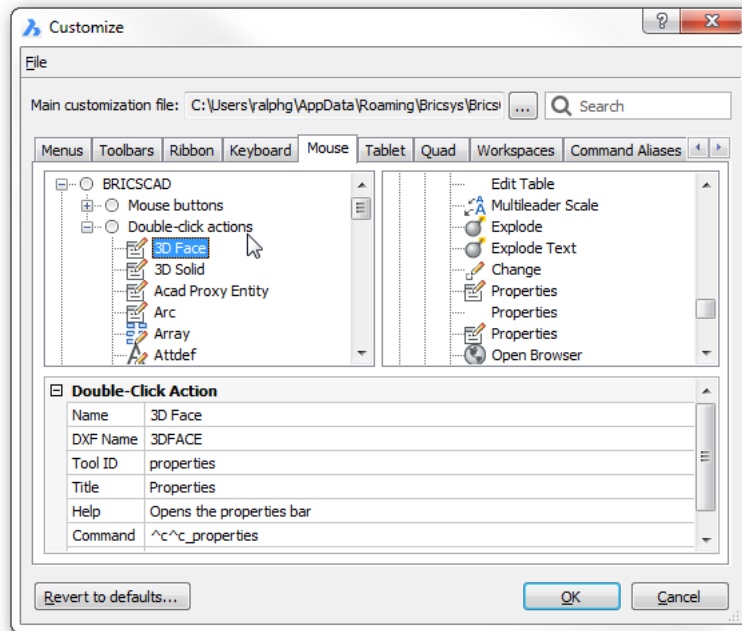 Customize
File
Main customization file: C:\Users\ralphg\AppData\Roaming\Bricsys\Brics ... Search
Menus Toolbars Ribbon Keyboard Mouse Tablet Quad Workspaces Command Aliases
BRICSCAD
Mouse buttons
Double-click actions
3D Face
3D Solid
Acad Proxy Entity
Arc
Array
Attdef
Edit Table
Multileader Scale
Explode
Explode Text
Change
Properties
Properties
Properties
Open Browser
Double-Click Action
Name 3D Face
DXF Name 3DFACE
Tool ID properties
Title Properties
Help Opens the properties bar
Command ^c^c_properties
Revert to defaults... OK Cancel